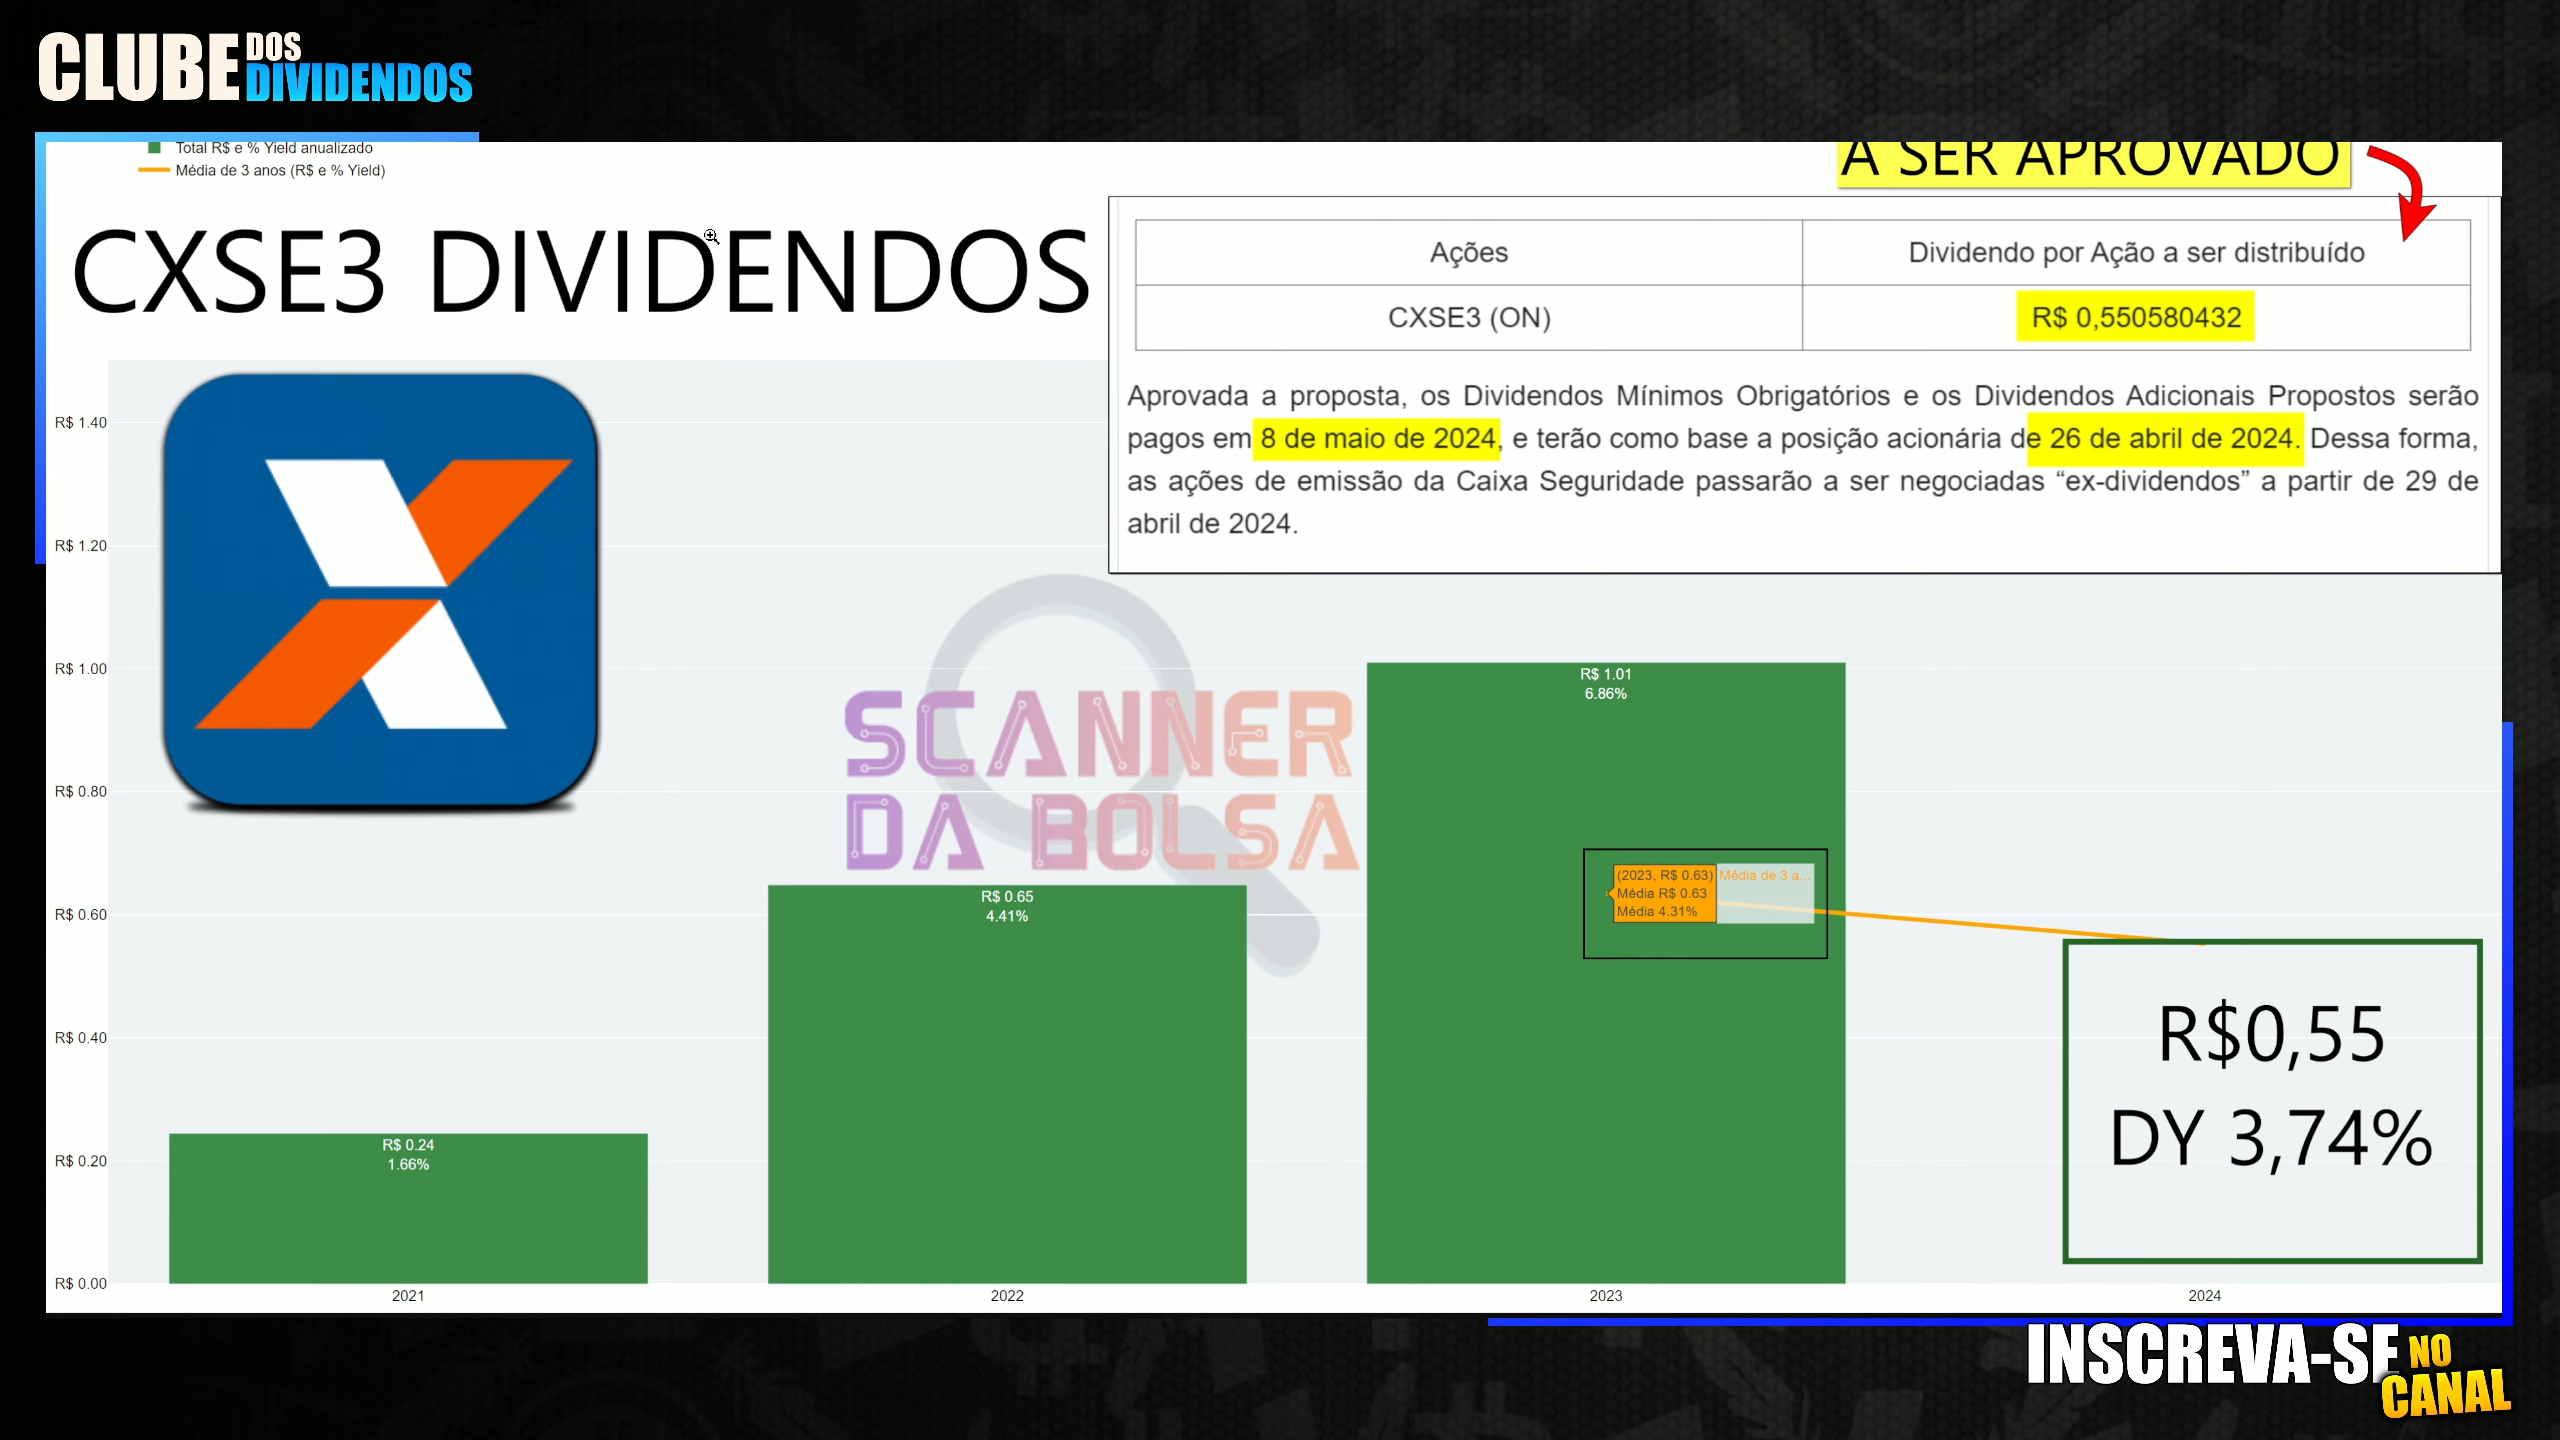 CLUBE DOS
DIVIDENDOS
Total R$ e % Yield anualizado
Média de 3 anos (R$ e % Yield)
A SER APROVADO
CXSE3 DIVIDENDOS
Ações
Dividendo por Ação a ser distribuído
CXSE3 (ON)
R$ 0,550580432
Aprovada a proposta, os Dividendos Mínimos Obrigatórios e os Dividendos Adicionais Propostos serão
pagos em 8 de maio de 2024, e terão como base a posição acionária de 26 de abril de 2024. Dessa forma,
as ações de emissão da Caixa Seguridade passarão a ser negociadas “ex-dividendos” a partir de 29 de
abril de 2024.
R$ 1.40
R$ 1.20
R$ 1.00
R$ 0.80
R$ 0.60
R$ 0.40
R$ 0.20
R$ 0.00
SCANNER
DA BOLSA
R$ 0.24
1.66%
R$ 0.65
4.41%
R$ 1.01
6.86%
(2023, R$ 0.63) Média de 3 a...
Média R$ 0.63
Média 4.31%
R$0,55
DY 3,74%
2021
2022
2023
2024
INSCREVA-SE NO
CANAL